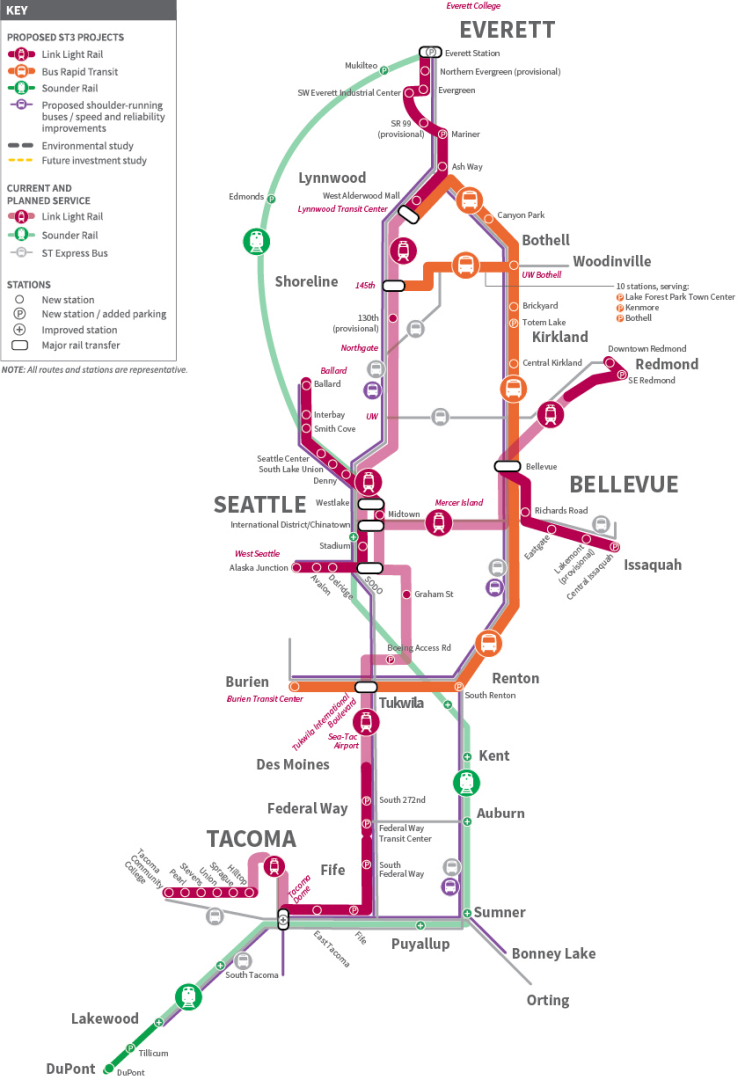 KEY
PROPOSED ST3 PROJECTS
Link Light Rail
Bus Rapid Transit
Sounder Rail
Proposed shoulder-running
buses / speed and reliability
improvements
Environmental study
Future investment study
CURRENT AND
PLANNED SERVICE
Link Light Rail
Sounder Rail
ST Express Bus
STATIONS
New station
P New station / added parking
Improved station
Major rail transfer
NOTE: All routes and stations are representative.
Everett College
EVERETT
P Everett Station
Mukilteo P
Northern Evergreen (provisional)
SW Everett Industrial Center
Evergreen
SR 99
(provisional)
P Mariner
Ash Way
Lynnwood
West Alderwood Mall
Lynnwood Transit Center
Edmonds P
Canyon Park
Bothell
Woodinville
UW Bothell
Shoreline
145th
10 stations, serving:
P Lake Forest Park Town Center
P Kenmore
P Bothell
130th
(provisional)
Brickyard
P Totem Lake
Kirkland
Northgate
Central Kirkland
Downtown Redmond
Redmond
P SE Redmond
Ballard
Ballard
Interbay
Smith Cove
UW
Seattle Center
South Lake Union
Denny
Bellevue
BELLEVUE
SEATTLE
Westlake
Midtown
Mercer Island
International District/Chinatown
Richards Road
Eastgate
Lakemont
(provisional)
Central Issaquah
P
Issaquah
Stadium
West Seattle
Alaska Junction
Avalon
Delridge
SODO
Graham St
Boeing Access Rd
P
Burien
Burien Transit Center
Tukwila International
Boulevard
Tukwila
Renton
P South Renton
Sea-Tac
Airport
Kent
Des Moines
P South 272nd
Federal Way
P Federal Way
Transit Center
Auburn
TACOMA
Fife
P South
Federal Way
Tacoma
Community
College
Pearl
Stevens
Union
Sprague
Hilltop
Tacoma
Dome
P
East Tacoma
Fife
Sumner
Puyallup
Bonney Lake
Orting
South Tacoma
Lakewood
P Tillicum
DuPont
DuPont